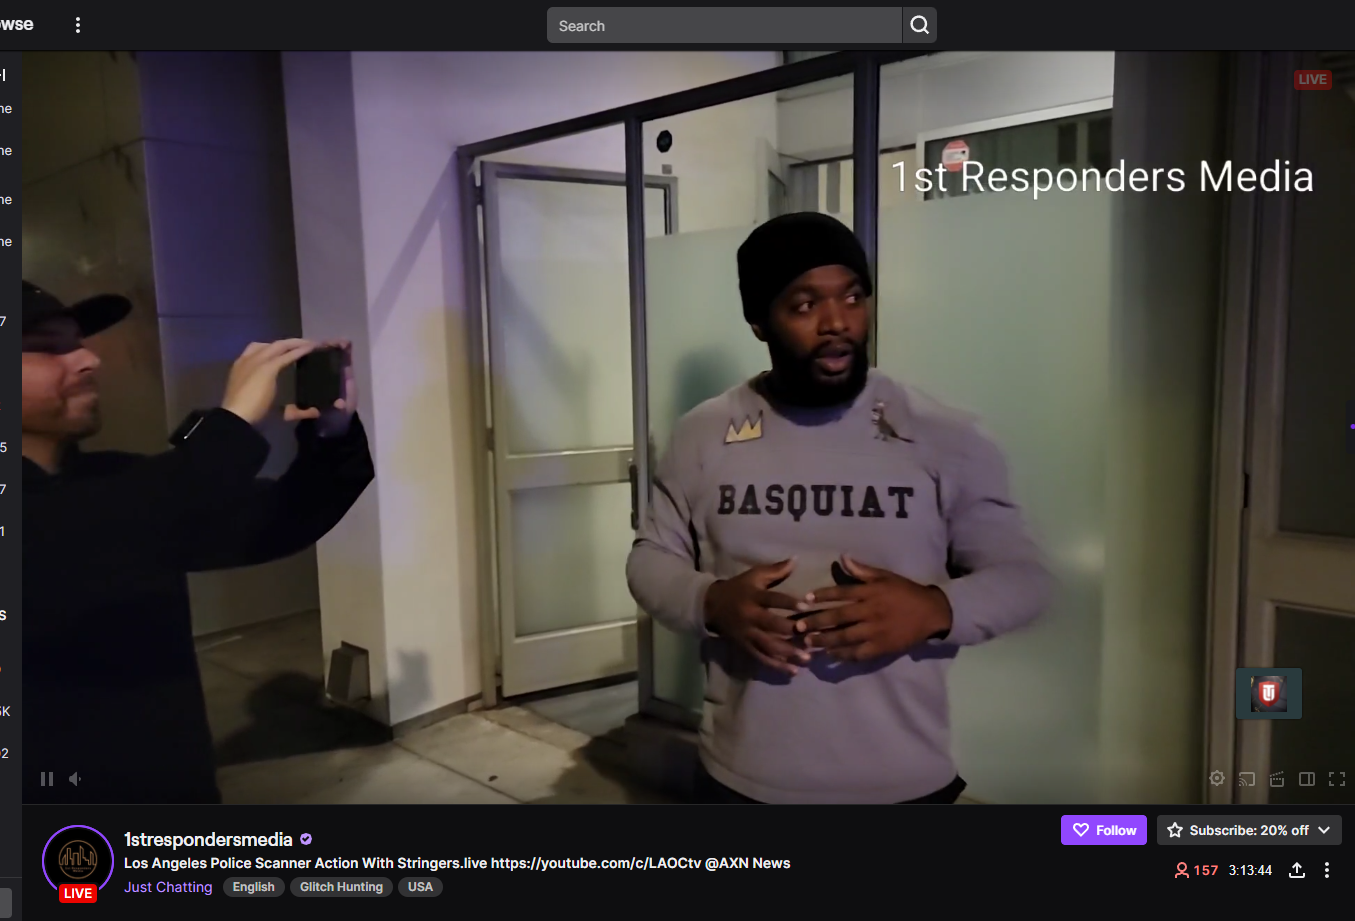 wse
Search
LIVE
1st Responders Media
BASQUIAT
1strespondersmedia
Los Angeles Police Scanner Action With Stringers.live https://youtube.com/c/LAOCtv @AXN News
Just Chatting
English
Glitch Hunting
USA
LIVE
Follow
Subscribe: 20% off
157
3:13:44